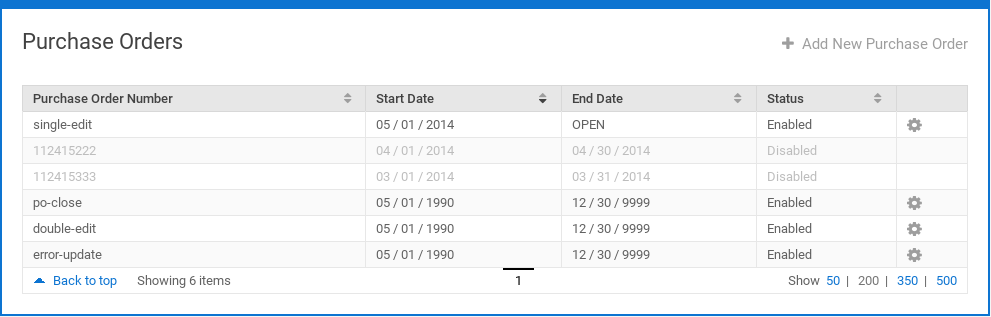 Purchase Orders
Add New Purchase Order
Purchase Order Number Start Date End Date Status
single-edit 05 / 01 / 2014 OPEN Enabled
112415222 04 / 01 / 2014 04 / 30 / 2014 Disabled
112415333 03 / 01 / 2014 03 / 31 / 2014 Disabled
po-close 05 / 01 / 1990 12 / 30 / 9999 Enabled
double-edit 05 / 01 / 1990 12 / 30 / 9999 Enabled
error-update 05 / 01 / 1990 12 / 30 / 9999 Enabled
Back to top Showing 6 items 1 Show 50 | 200 | 350 | 500